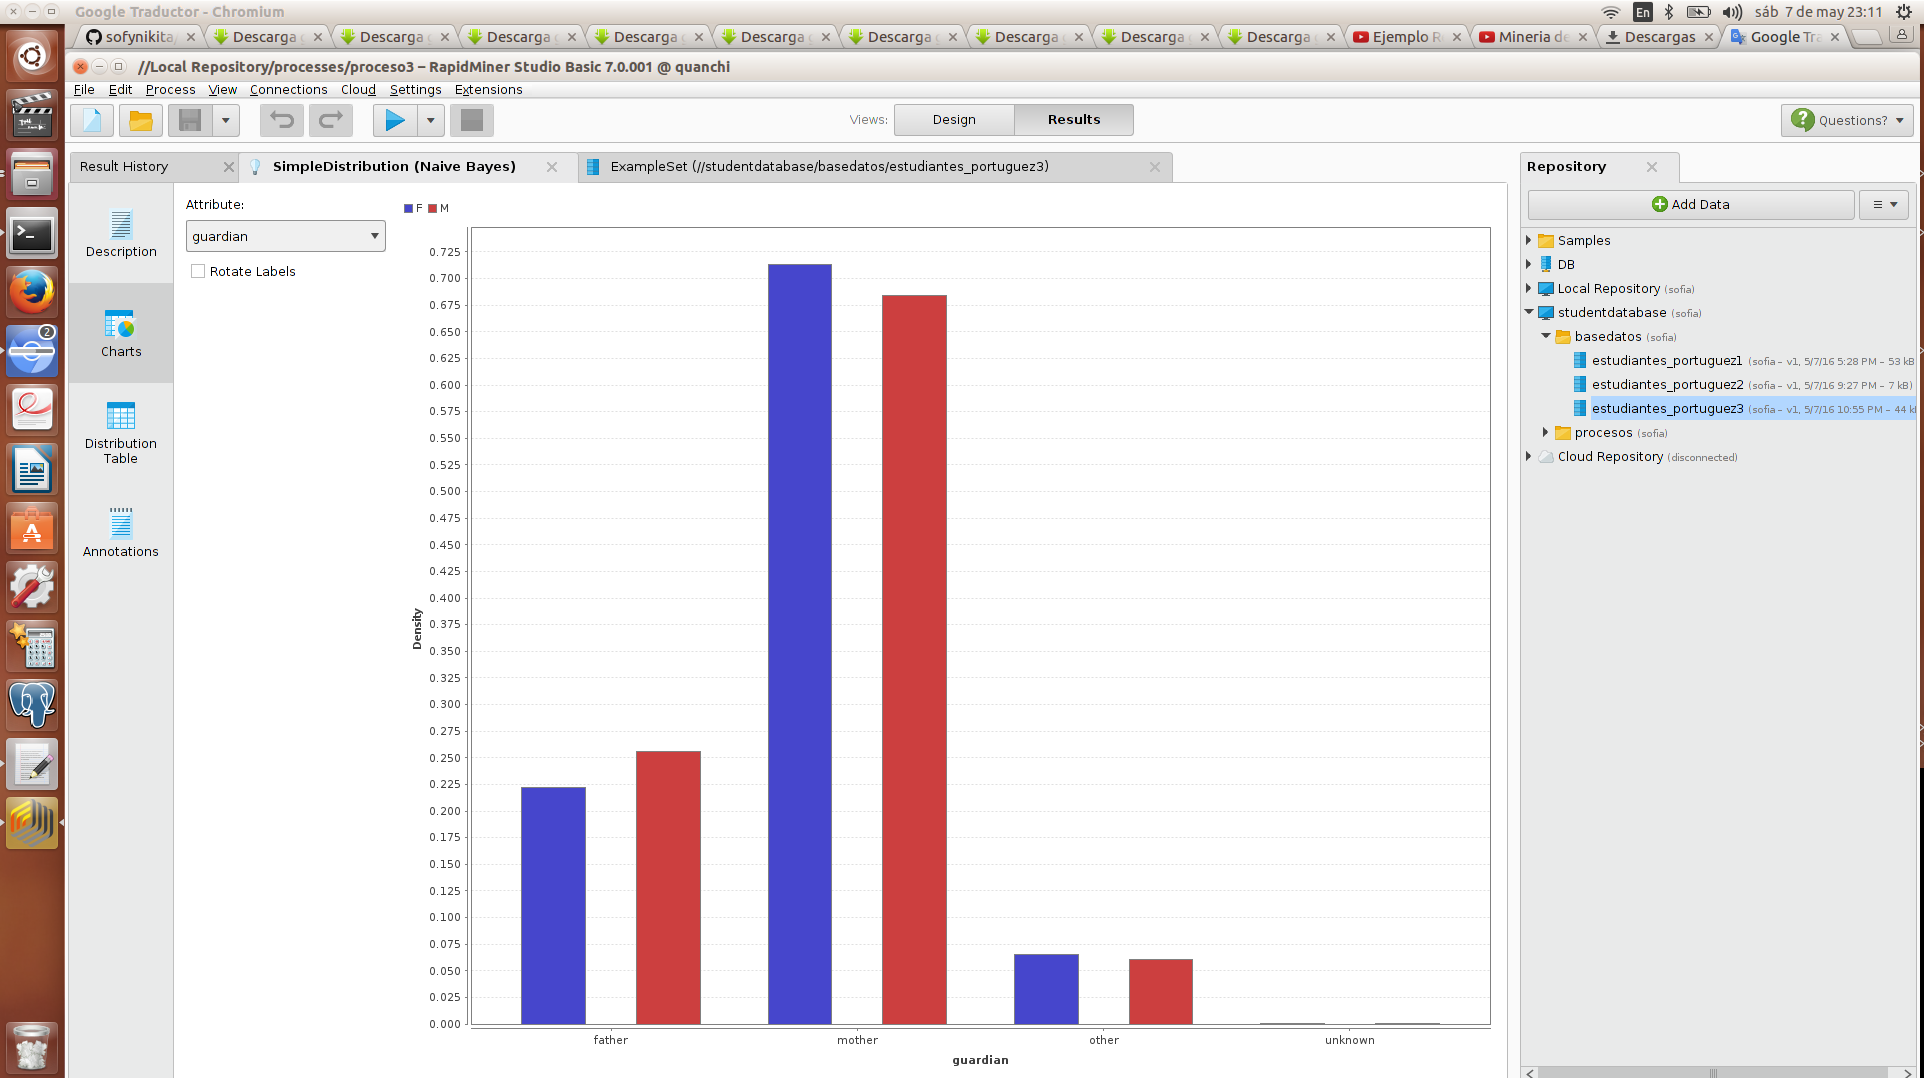 Google Traductor - Chromium
En
sáb 7 de may 23:11
sofynikita
Descarga
Descarga
Descarga
Descarga
Descarga
Descarga
Descarga
Descarga
Descarga
Ejemplo R
Mineria de
Descargas
Google Tra
//Local Repository/processes/proceso3 – RapidMiner Studio Basic 7.0.001 @ quanchi
File Edit Process View Connections Cloud Settings Extensions
Views:
Design
Results
Questions?
Result History
SimpleDistribution (Naive Bayes)
ExampleSet (//studentdatabase/basedatos/estudiantes_portuguez3)
Description
Charts
Distribution
Table
Annotations
Attribute:
guardian
Rotate Labels
F M
0.725
0.700
0.675
0.650
0.625
0.600
0.575
0.550
0.525
0.500
0.475
0.450
0.425
0.400
0.375
0.350
0.325
0.300
0.275
0.250
0.225
0.200
0.175
0.150
0.125
0.100
0.075
0.050
0.025
0.000
Density
father mother other unknown
guardian
Repository
Add Data
Samples
DB
Local Repository (sofia)
studentdatabase (sofia)
basedatos (sofia)
estudiantes_portuguez1 (sofia – v1, 5/7/16 5:28 PM – 53 kB
estudiantes_portuguez2 (sofia – v1, 5/7/16 9:27 PM – 7 kB)
estudiantes_portuguez3 (sofia – v1, 5/7/16 10:55 PM – 44 k
procesos (sofia)
Cloud Repository (disconnected)
2